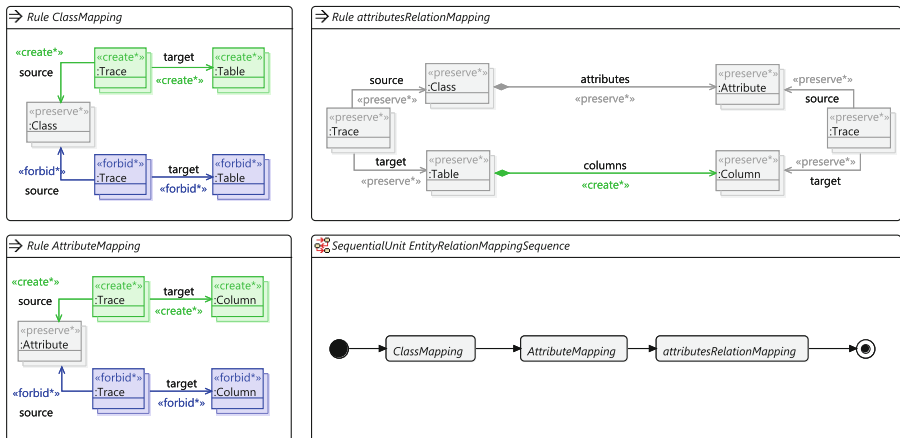 Rule ClassMapping
«create*»
source
«create*»
:Trace
target
«create*»
«create*»
:Table
«preserve*»
:Class
«forbid*»
source
«forbid*»
:Trace
target
«forbid*»
«forbid*»
:Table
Rule attributesRelationMapping
source
«preserve*»
«preserve*»
:Class
attributes
«preserve*»
«preserve*»
:Attribute
«preserve*»
source
«preserve*»
:Trace
«preserve*»
:Trace
target
«preserve*»
«preserve*»
:Table
columns
«create*»
«preserve*»
:Column
«preserve*»
target
Rule AttributeMapping
«create*»
source
«create*»
:Trace
target
«create*»
«create*»
:Column
«preserve*»
:Attribute
«forbid*»
source
«forbid*»
:Trace
target
«forbid*»
«forbid*»
:Column
SequentialUnit EntityRelationMappingSequence
ClassMapping
AttributeMapping
attributesRelationMapping